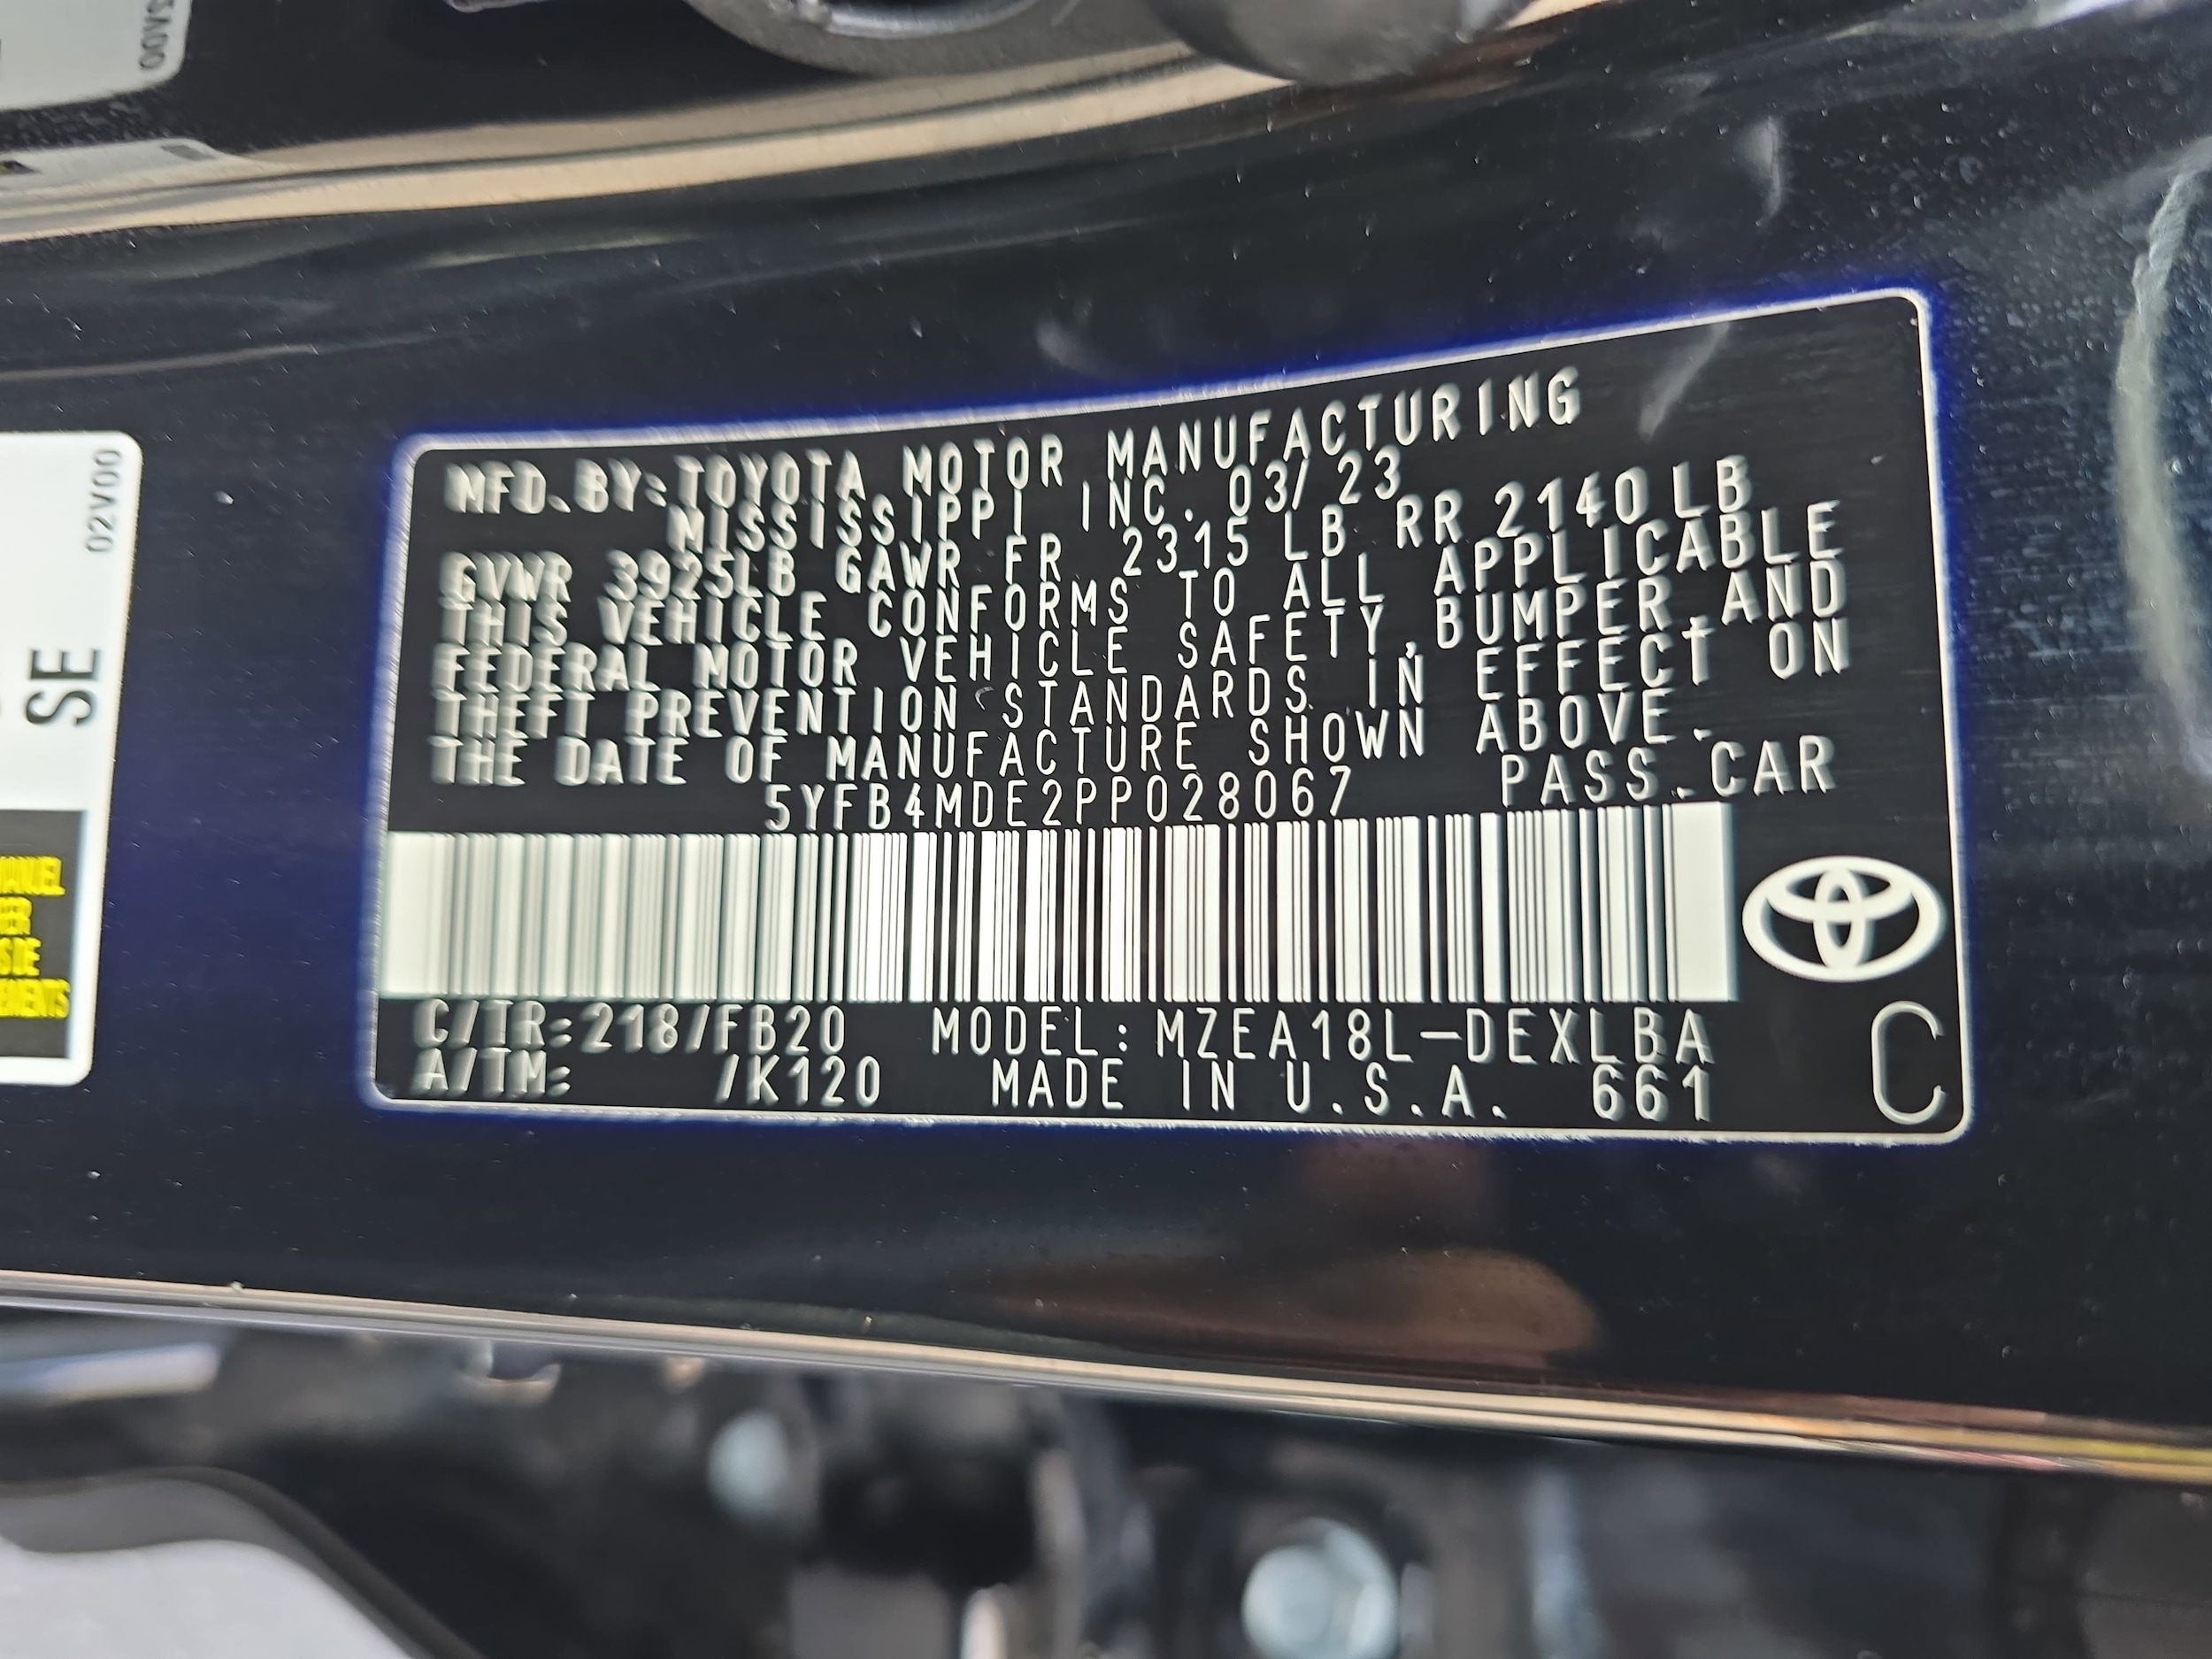 MFD.BY:TOYOTA MOTOR MANUFACTURING
MISSISSIPPI INC. 03/23
GVWR 3925LB GAWR FR 2315 LB RR 2140LB
THIS VEHICLE CONFORMS TO ALL APPLICABLE
FEDERAL MOTOR VEHICLE SAFETY,BUMPER,AND
THEFT PREVENTION STANDARDS IN EFFECT ON
THE DATE OF MANUFACTURE SHOWN ABOVE.
5YFB4MDE2PP028067 PASS.CAR
C/TR:218/FB20 MODEL:MZEA18L-DEXLBA
A/TM: /K120 MADE IN U.S.A. 661
C
02V00
SE